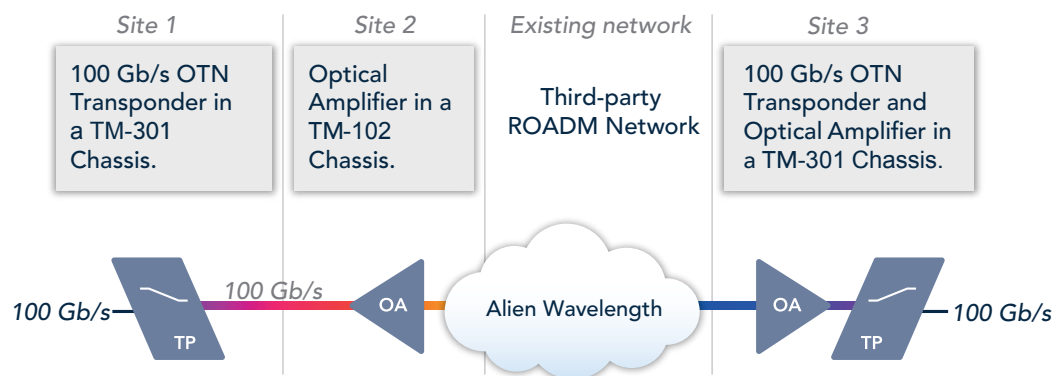 Site 1
Site 2
Existing network
Site 3
100 Gb/s OTN
Transponder in
a TM-301
Chassis.
Optical
Amplifier in a
TM-102
Chassis.
Third-party
ROADM Network
100 Gb/s OTN
Transponder and
Optical Amplifier in
a TM-301 Chassis.
100 Gb/s
TP
100 Gb/s
OA
Alien Wavelength
OA
TP
100 Gb/s